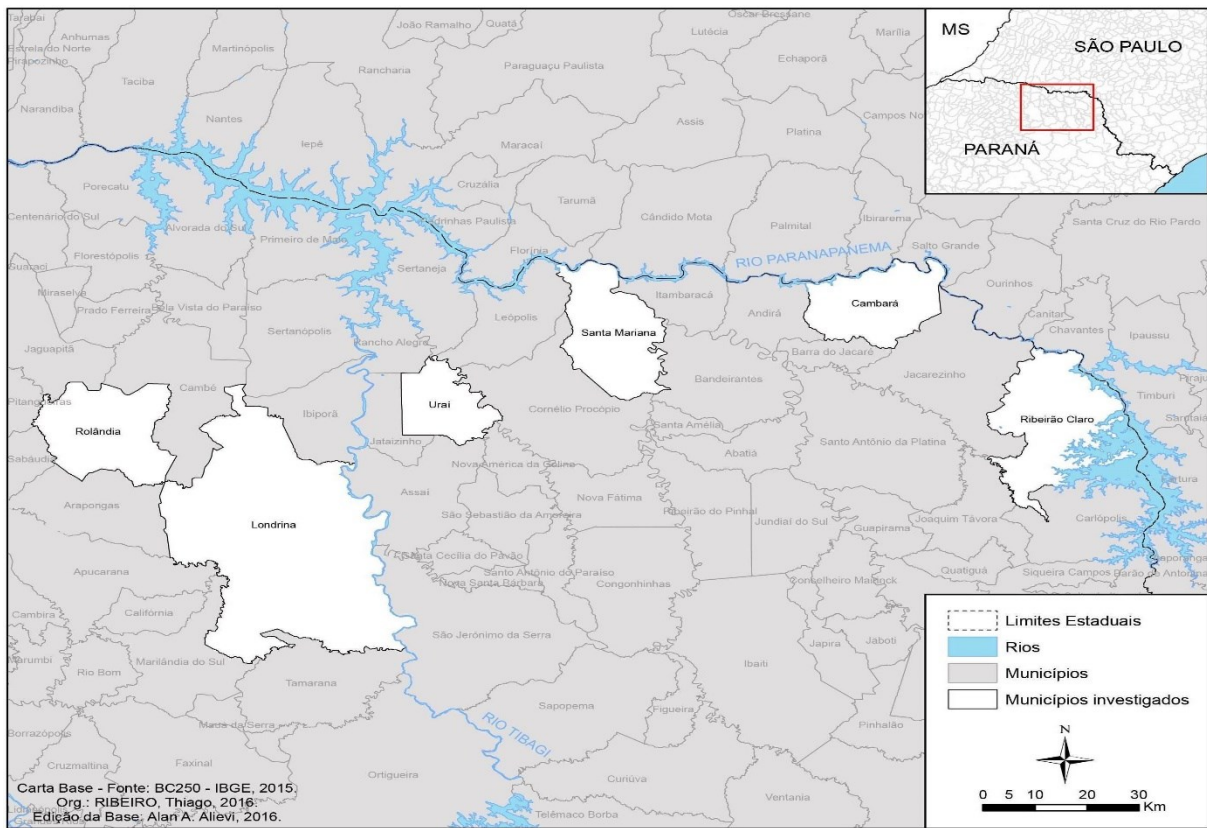 Tarabai
João Ramalho
Quatá
Oscar Bressane
Anhumas
Estrela do Norte
Martinópolis
Lutécia
Marília
Pirapozinho
Rancharia
Paraguaçu Paulista
Echaporã
Taciba
Narandiba
Nantes
Assis
Platina
Campos No
Iepê
Maracaí
Porecatu
Cruzália
Tarumã
Cândido Mota
Palmital
Ibirarema
Centenário do Sul
Alvorada do Sul
Santa Cruz do Rio Pardo
Primeiro de Maio
Florínia
Salto Grande
Florestópolis
RIO PARANAPANEMA
Guaraci
Sertaneja
Ourinhos
Miraselva
Itambaracá
Cambará
Prado Ferreira
Bela Vista do Paraíso
Leópolis
Andirá
Canitar
Sertanópolis
Santa Mariana
Chavantes
Ipaussu
Jaguapitã
Rancho Alegre
Barra do Jacaré
Cambé
Bandeirantes
Jacarezinho
Pitangueiras
Uraí
Timburi
Ibiporã
Cornélio Procópio
Rolândia
Santa Amélia
Ribeirão Claro
Jataizinho
Santo Antônio da Platina
Sabáudia
Abatiá
Nova América da Colina
Arapongas
Assaí
Nova Fátima
São Sebastião da Amoreira
Ribeirão do Pinhal
Jundiaí do Sul
Joaquim Távora
Carlópolis
Londrina
Guapirama
Santa Cecília do Pavão
Santo Antônio do Paraíso
Apucarana
Nova Santa Bárbara
Congonhinhas
Conselheiro Mairinck
Quatiguá
Siqueira Campos
Barão de Antonina
Cambira
Califórnia
São Jerônimo da Serra
Japira
Jaboti
Marumbi
Rio Bom
Marilândia do Sul
Ibaiti
Tamarana
Sapopema
Figueira
Mauá da Serra
Pinhalão
Borrazópolis
RIO TIBAGI
Cruzmaltina
Faxinal
Ortigueira
Curiúva
Ventania
Telêmaco Borba
MS
SÃO PAULO
PARANÁ
Limites Estaduais
Rios
Municípios
Municípios investigados
N
0 5 10 20 30
Km
Carta Base - Fonte: BC250 - IBGE, 2015.
Org.: RIBEIRO, Thiago, 2016.
Edição da Base: Alan A. Alievi, 2016.